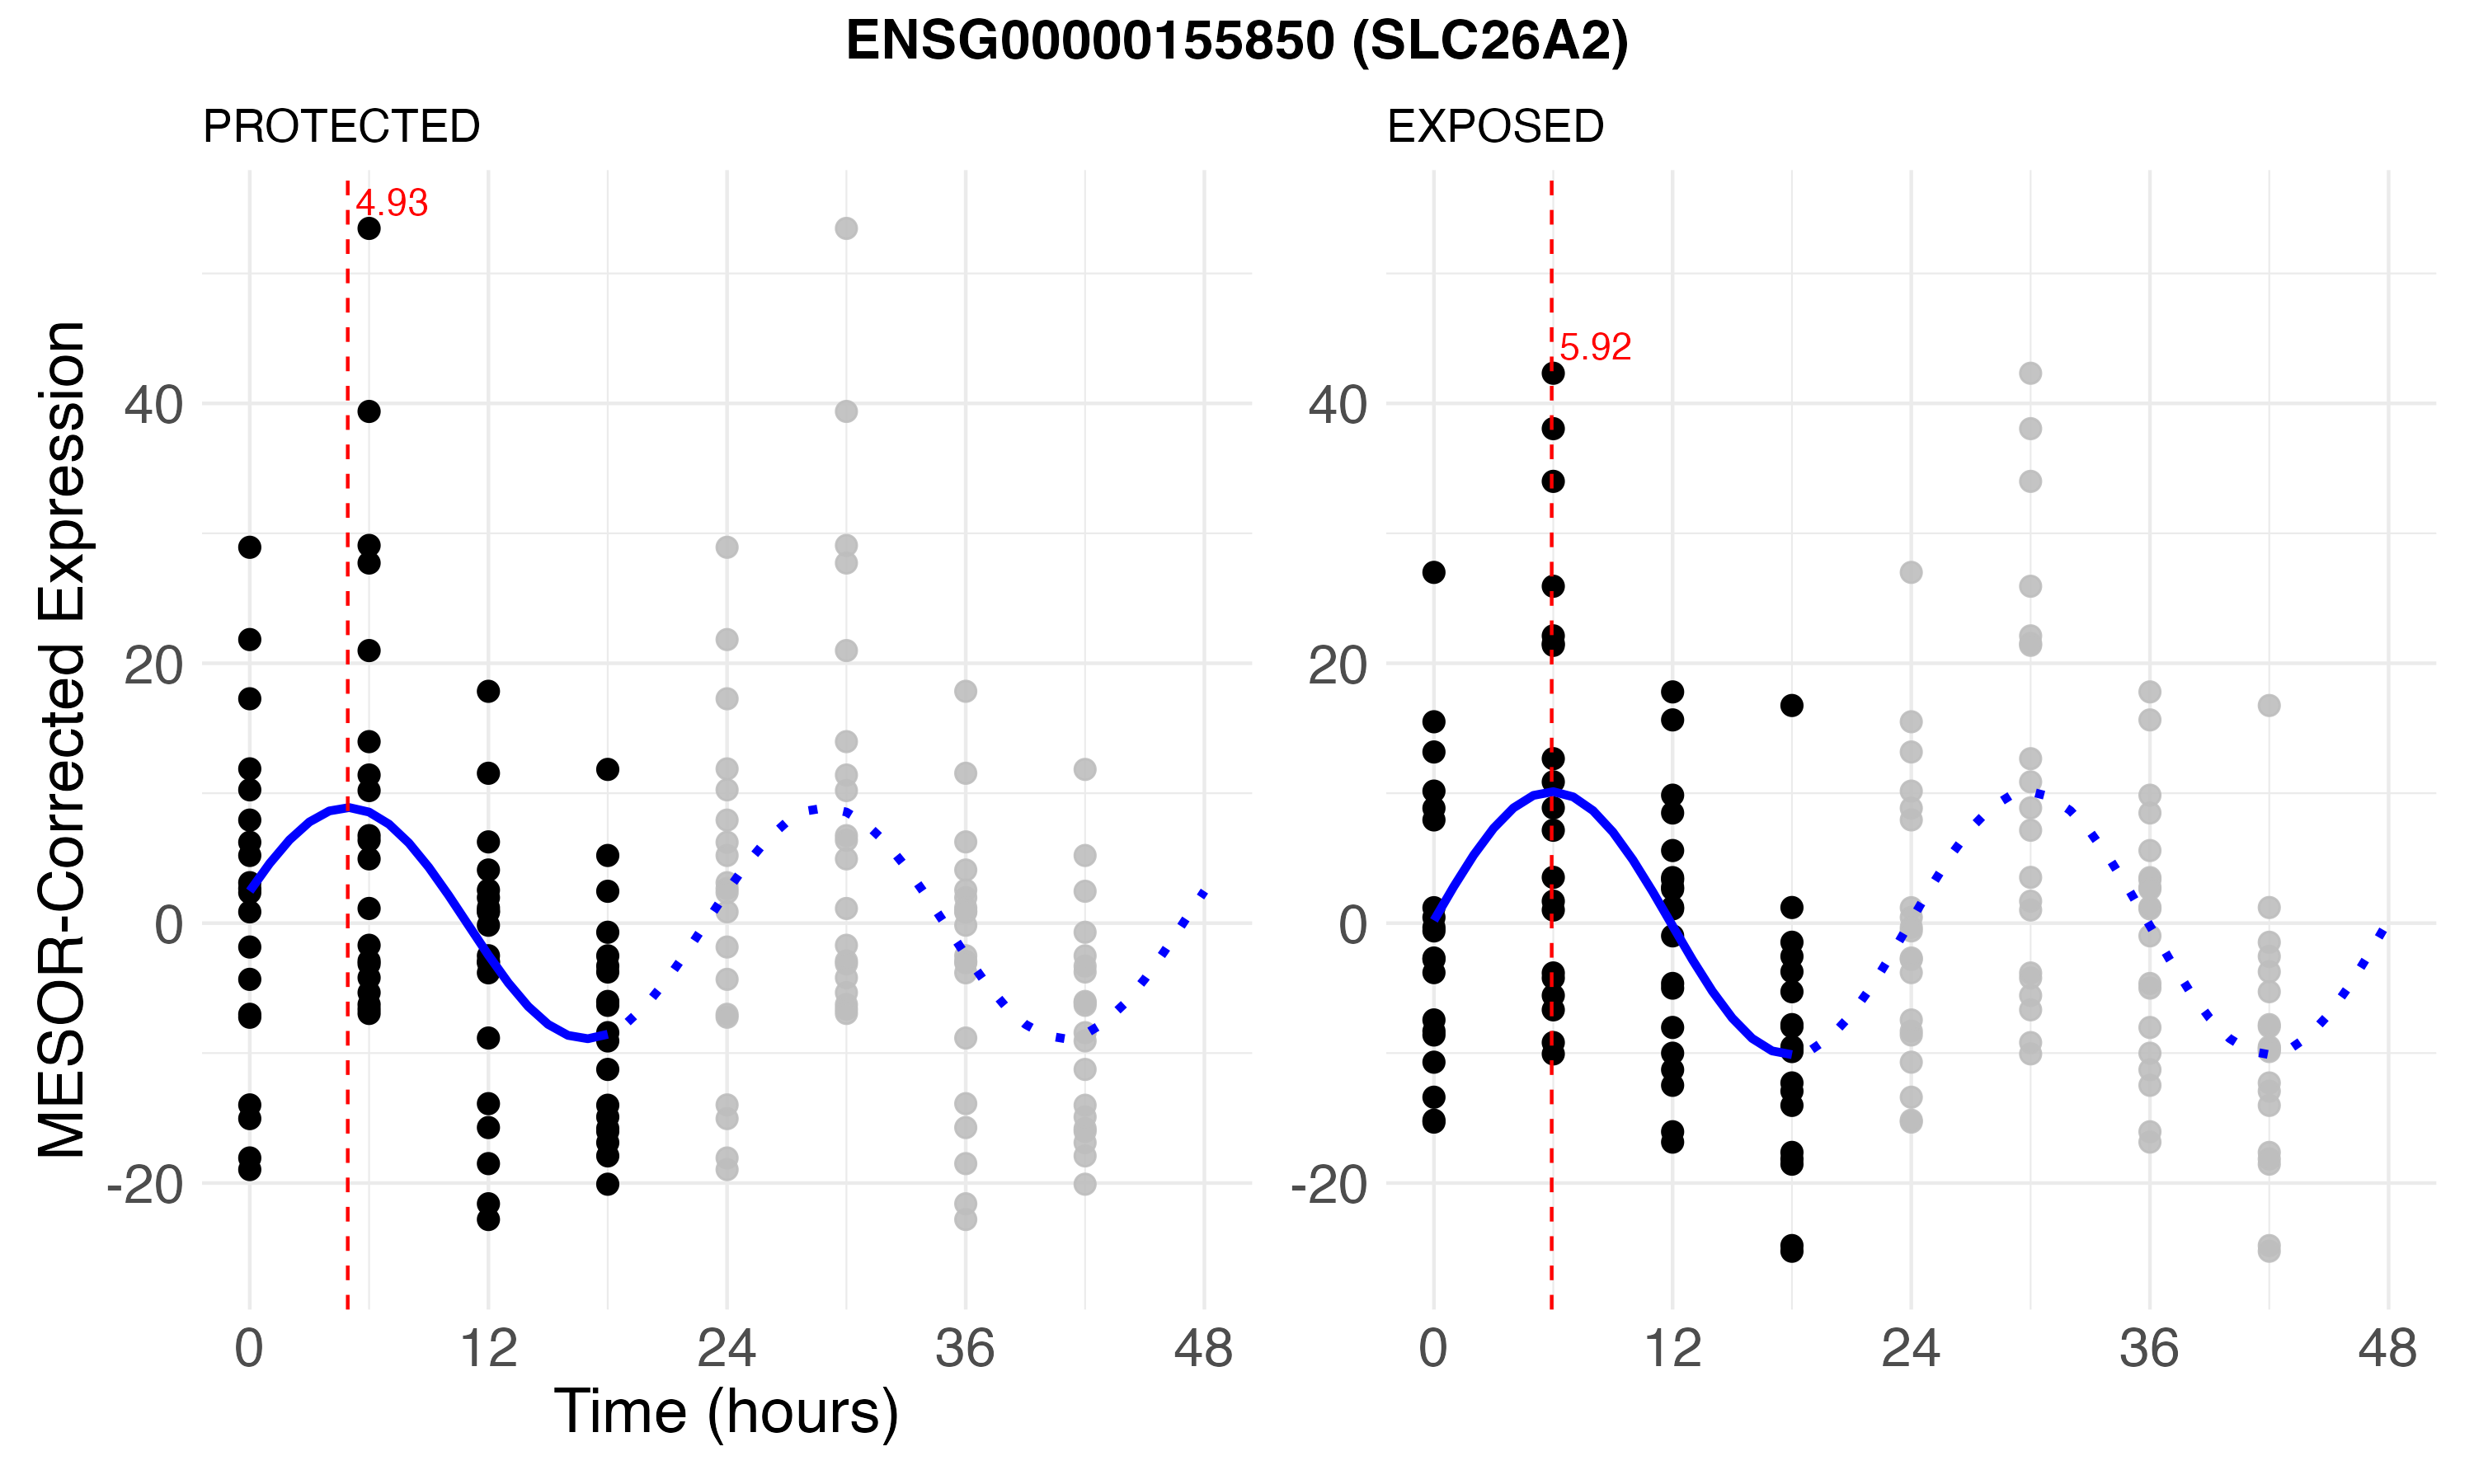 ENSG00000155850 (SLC26A2)
PROTECTED
EXPOSED
MESOR-Corrected Expression
4.93
40
20
0
-20
0 12 24 36 48
5.92
40
20
0
-20
0 12 24 36 48
Time (hours)